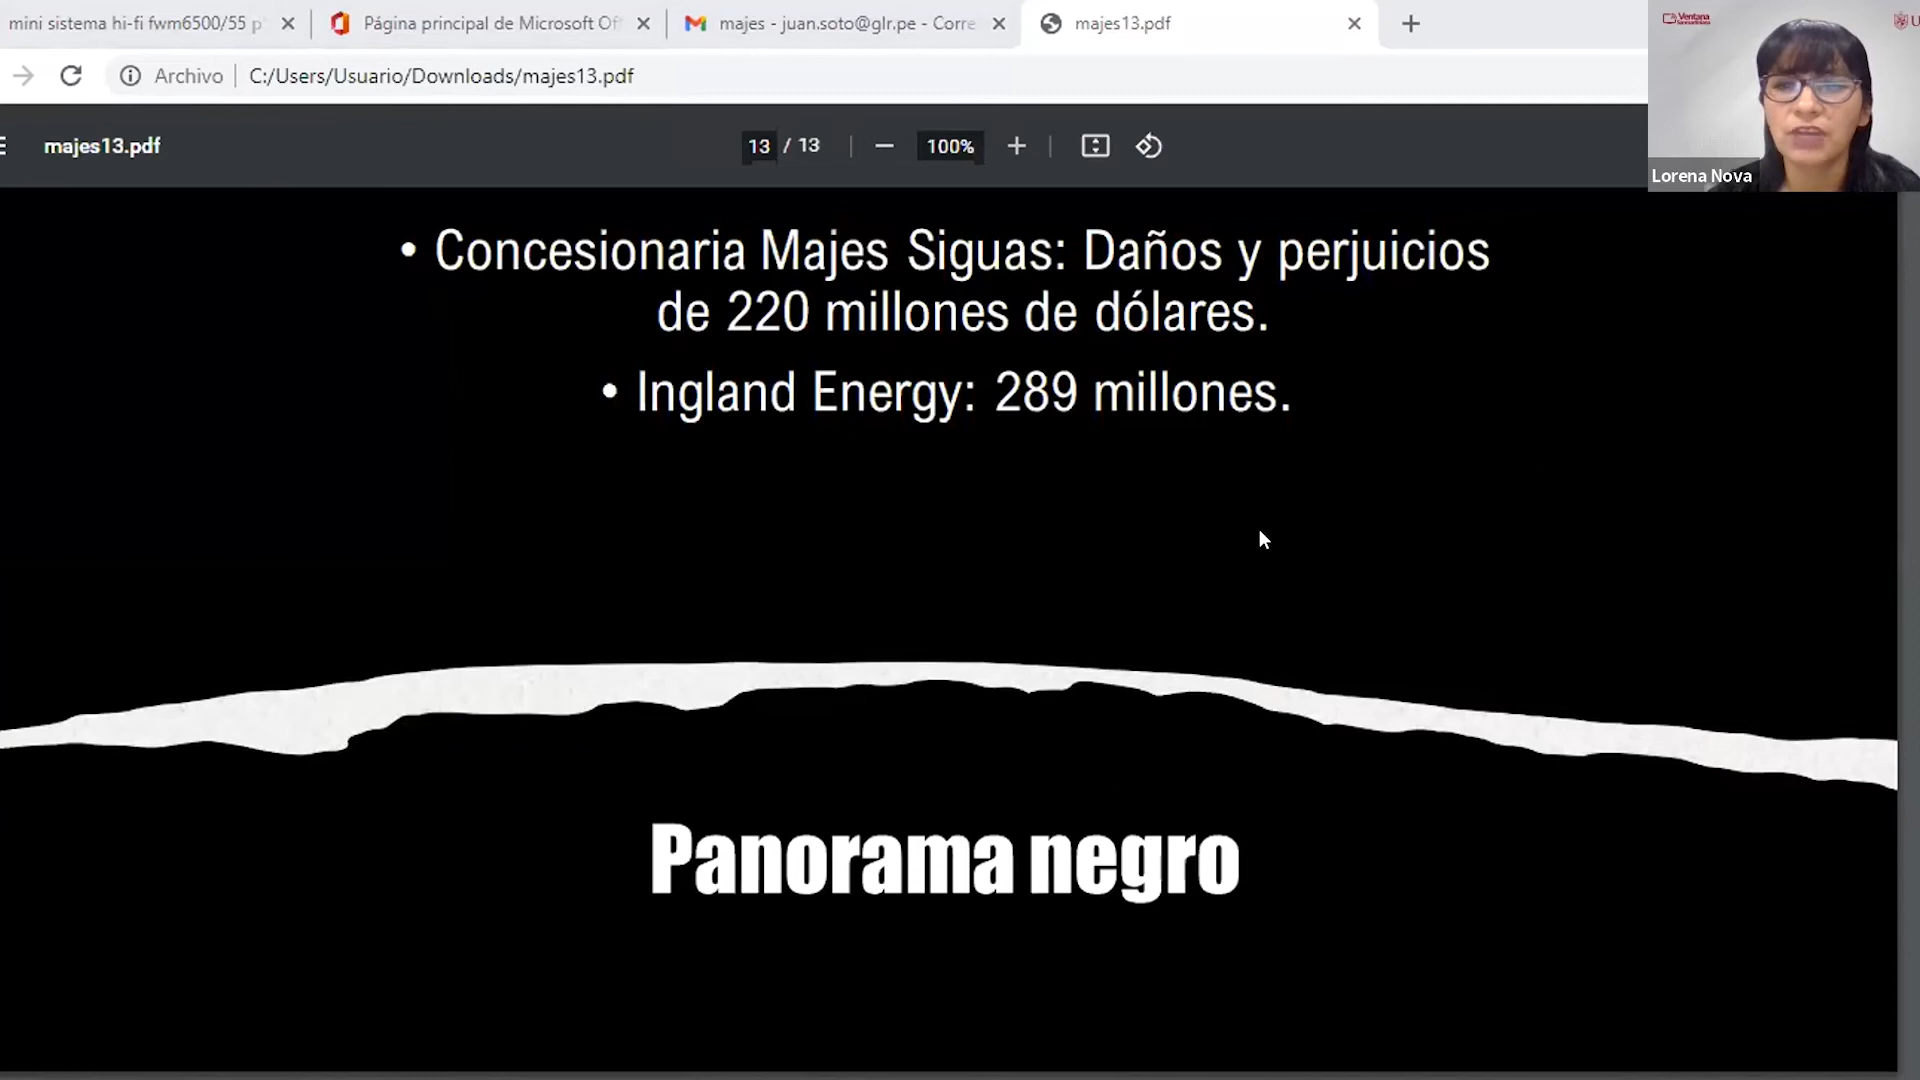 mini sistema hi-fi fwm6500/55 p
Página principal de Microsoft Of
majes - juan.soto@glr.pe - Corre
majes13.pdf
Archivo
C:/Users/Usuario/Downloads/majes13.pdf
Ventana
majes13.pdf
13 / 13
100%
Lorena Nova
• Concesionaria Majes Siguas: Daños y perjuicios
de 220 millones de dólares.
• Ingland Energy: 289 millones.
Panorama negro